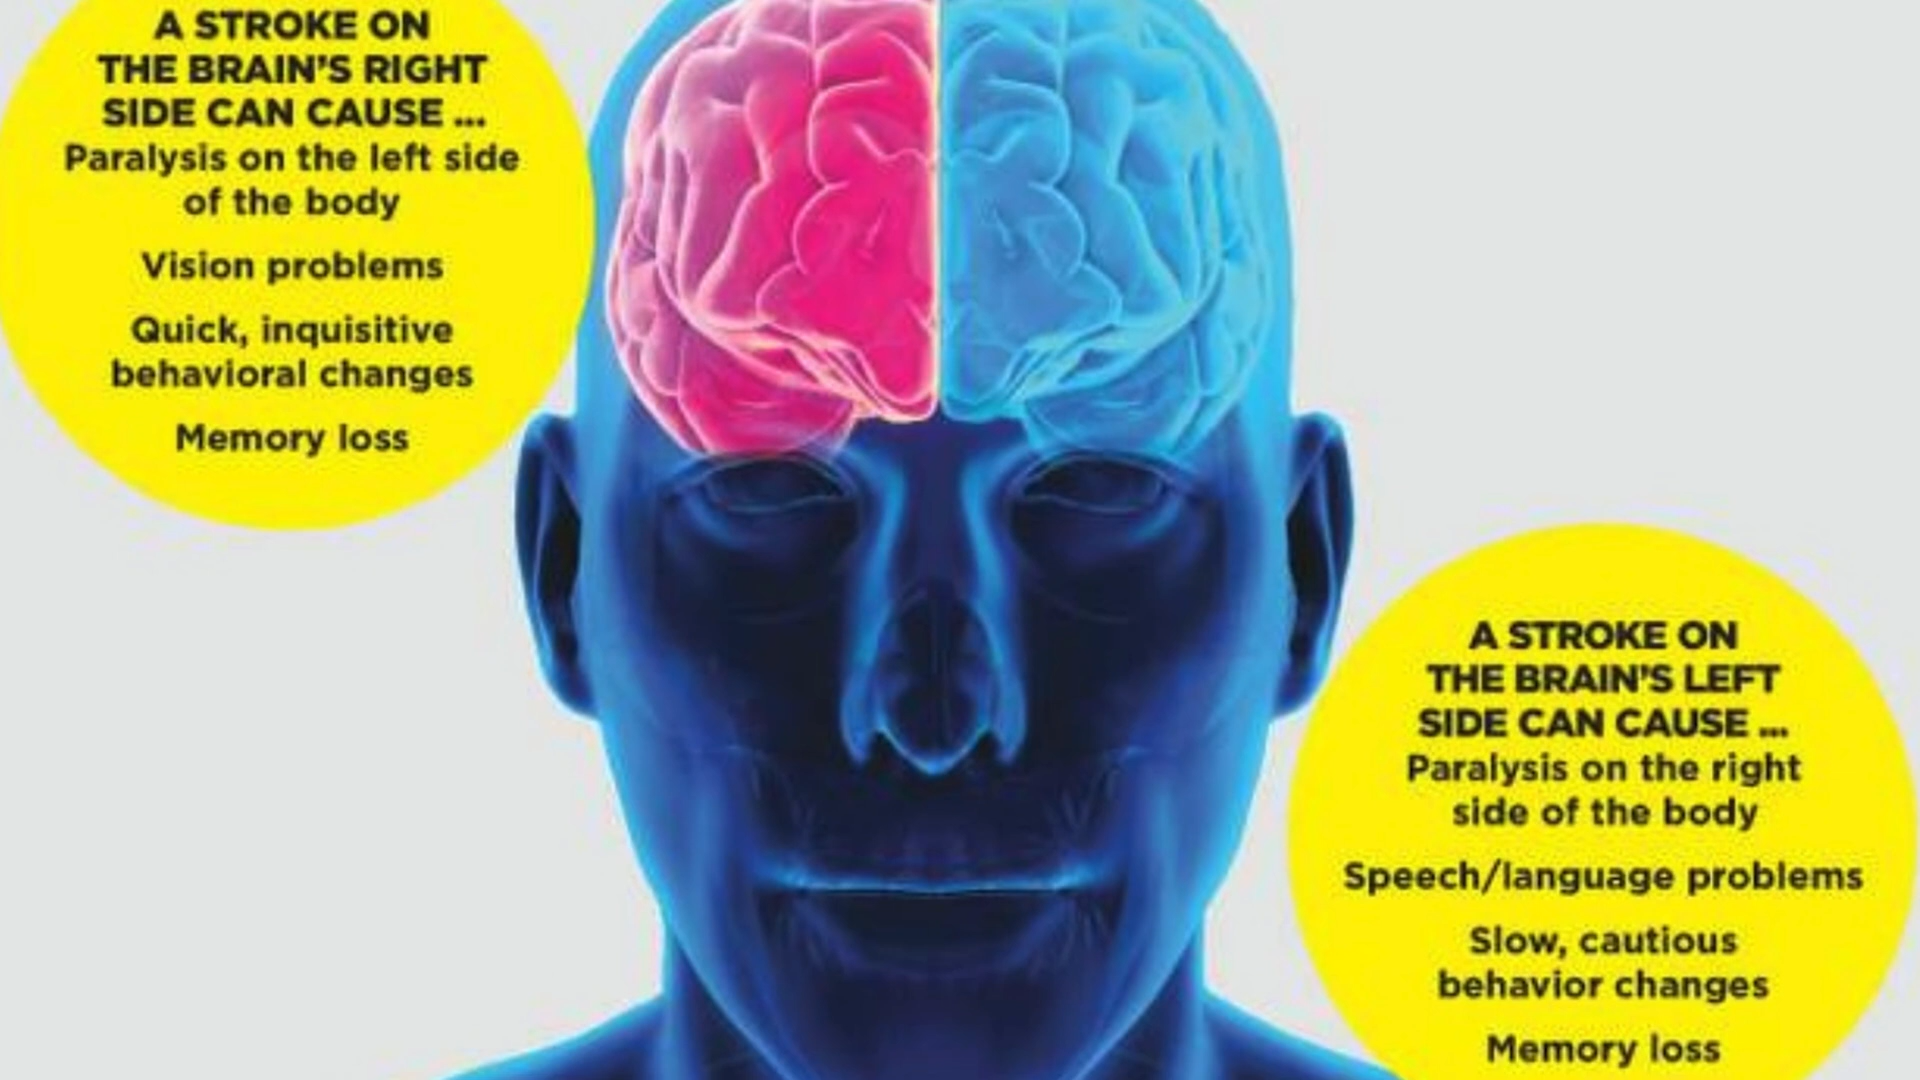 A STROKE ON
THE BRAIN'S RIGHT
SIDE CAN CAUSE ...
Paralysis on the left side
of the body
Vision problems
Quick, inquisitive
behavioral changes
Memory loss
A STROKE ON
THE BRAIN'S LEFT
SIDE CAN CAUSE ...
Paralysis on the right
side of the body
Speech/language problems
Slow, cautious
behavior changes
Memory loss